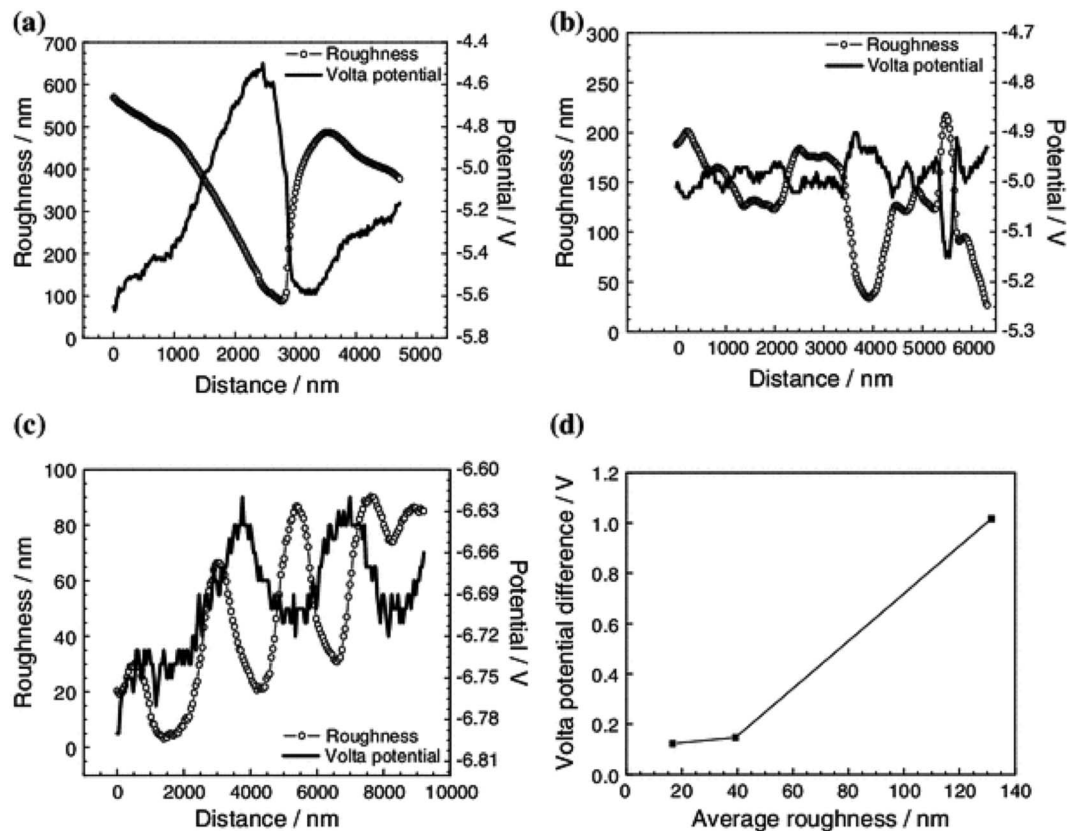 (a)
700
600
500
400
300
200
100
0
Roughness / nm
Roughness
Volta potential
-4.4
-4.6
-4.8
-5.0
-5.2
-5.4
-5.6
-5.8
Potential / V
0 1000 2000 3000 4000 5000
Distance / nm
(b)
300
250
200
150
100
50
0
Roughness / nm
Roughness
Volta potential
-4.7
-4.8
-4.9
-5.0
-5.1
-5.2
-5.3
Potential / V
0 1000 2000 3000 4000 5000 6000
Distance / nm
(c)
100
80
60
40
20
0
Roughness / nm
Roughness
Volta potential
-6.60
-6.63
-6.66
-6.69
-6.72
-6.75
-6.78
-6.81
Potential / V
0 2000 4000 6000 8000 10000
Distance / nm
(d)
1.2
1.0
0.8
0.6
0.4
0.2
0.0
Volta potential difference / V
0 20 40 60 80 100 120 140
Average roughness / nm